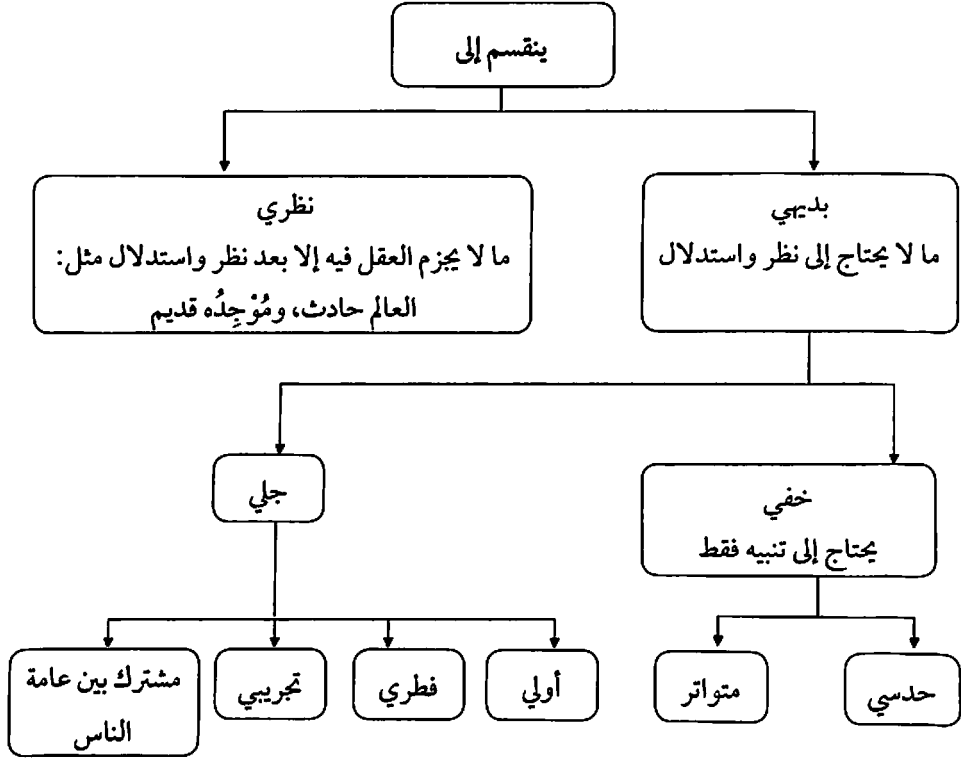 ينقسم إلى
بديهي
ما لا يحتاج إلى نظر واستدلال
نظري
ما لا يجزم العقل فيه إلا بعد نظر واستدلال مثل:
العالم حادث، ومُوْجِدُه قديم
خفي
يحتاج إلى تنبيه فقط
جلي
حدسي
متواتر
أولي
فطري
تجريبي
مشترك بين عامة
الناس